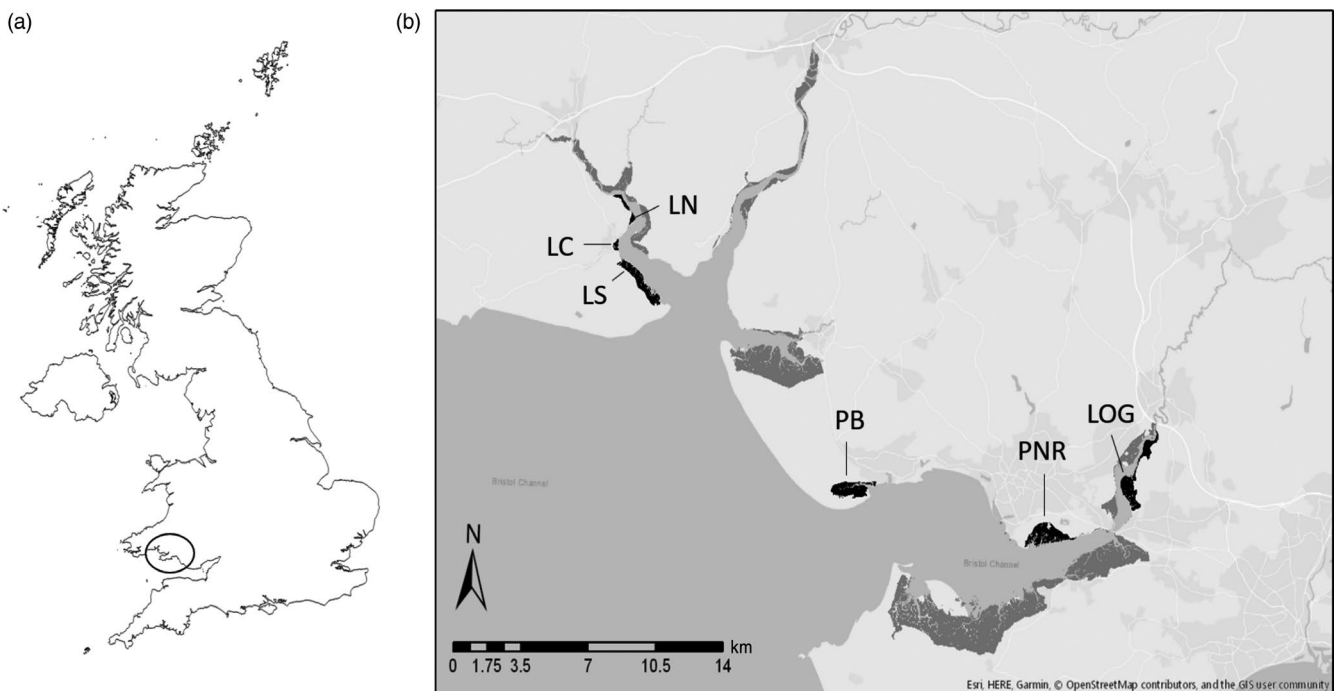 (a)
(b)
LN
LC
LS
PB
LOG
PNR
Bristol Channel
Bristol Channel
N
km
0 1.75 3.5 7 10.5 14
Esri, HERE, Garmin, © OpenStreetMap contributors, and the GIS user community